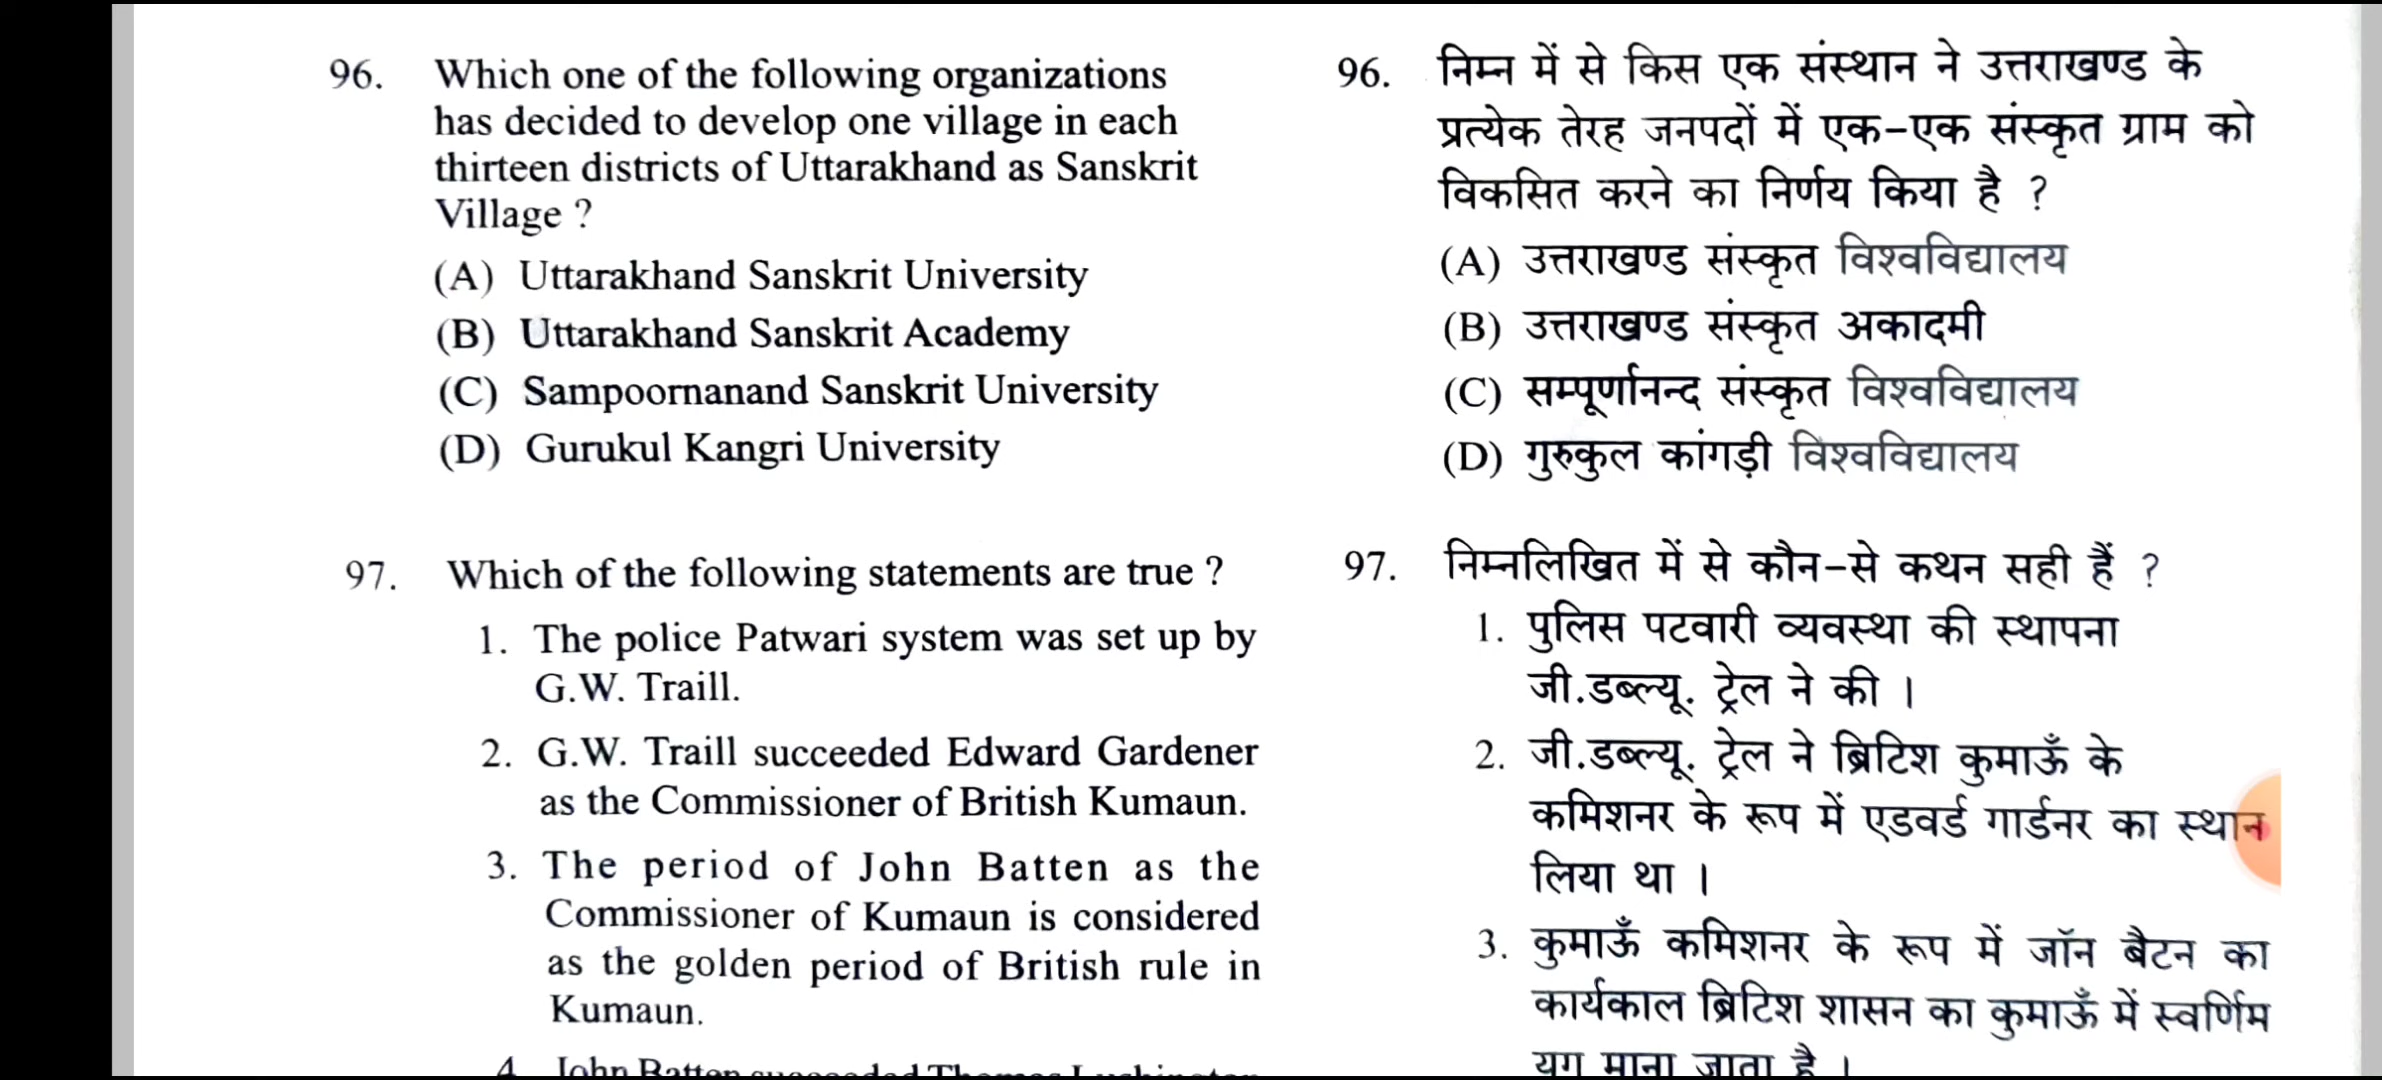 96. Which one of the following organizations
has decided to develop one village in each
thirteen districts of Uttarakhand as Sanskrit
Village ?
(A) Uttarakhand Sanskrit University
(B) Uttarakhand Sanskrit Academy
(C) Sampoornanand Sanskrit University
(D) Gurukul Kangri University
97. Which of the following statements are true ?
1. The police Patwari system was set up by
G.W. Traill.
2. G.W. Traill succeeded Edward Gardener
as the Commissioner of British Kumaun.
3. The period of John Batten as the
Commissioner of Kumaun is considered
as the golden period of British rule in
Kumaun.
4. John Batten succeeded Thomas Lushington
96. निम्न में से किस एक संस्थान ने उत्तराखण्ड के
प्रत्येक तेरह जनपदों में एक-एक संस्कृत ग्राम को
विकसित करने का निर्णय किया है ?
(A) उत्तराखण्ड संस्कृत विश्वविद्यालय
(B) उत्तराखण्ड संस्कृत अकादमी
(C) सम्पूर्णानन्द संस्कृत विश्वविद्यालय
(D) गुरुकुल कांगड़ी विश्वविद्यालय
97. निम्नलिखित में से कौन-से कथन सही हैं ?
1. पुलिस पटवारी व्यवस्था की स्थापना
जी.डब्ल्यू. ट्रेल ने की ।
2. जी.डब्ल्यू. ट्रेल ने ब्रिटिश कुमाऊँ के
कमिशनर के रूप में एडवर्ड गार्डनर का स्थान
लिया था ।
3. कुमाऊँ कमिशनर के रूप में जॉन बैटन का
कार्यकाल ब्रिटिश शासन का कुमाऊँ में स्वर्णिम
युग माना जाता है ।